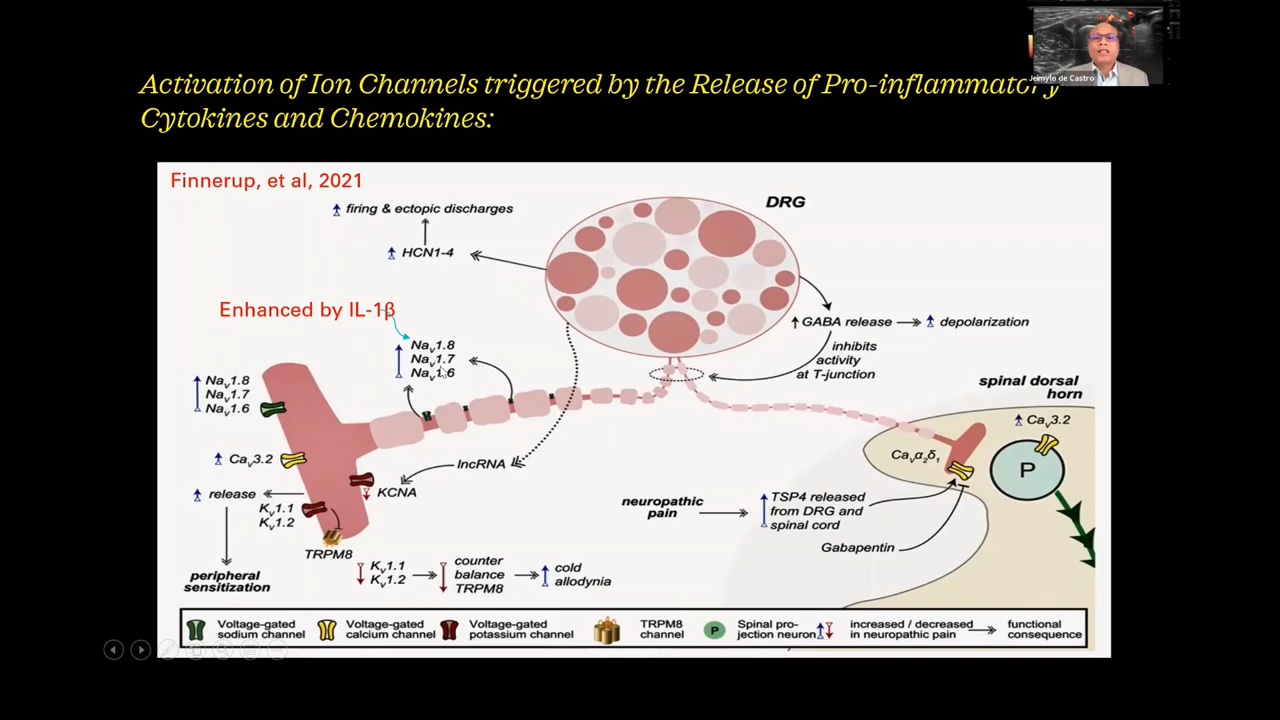 Jeimylo de Castro
Activation of Ion Channels triggered by the Release of Pro-inflammatory
Cytokines and Chemokines:
Finnerup, et al, 2021
DRG
firing & ectopic discharges
HCN1-4
Enhanced by IL-1β
Nav1.8
Nav1.7
Nav1.6
GABA release
depolarization
inhibits
activity
at T-junction
Nav1.8
Nav1.7
Nav1.6
spinal dorsal
horn
Cav3.2
Cavα2δ1
P
Cav3.2
lncRNA
KCNA
release
Kv1.1
Kv1.2
TRPM8
peripheral
sensitization
neuropathic
pain
TSP4 released
from DRG and
spinal cord
Gabapentin
Kv1.1
Kv1.2
counter
balance
TRPM8
cold
allodynia
Voltage-gated
sodium channel
Voltage-gated
calcium channel
Voltage-gated
potassium channel
TRPM8
channel
P
Spinal pro-
jection neuron
increased / decreased
in neuropathic pain
functional
consequence